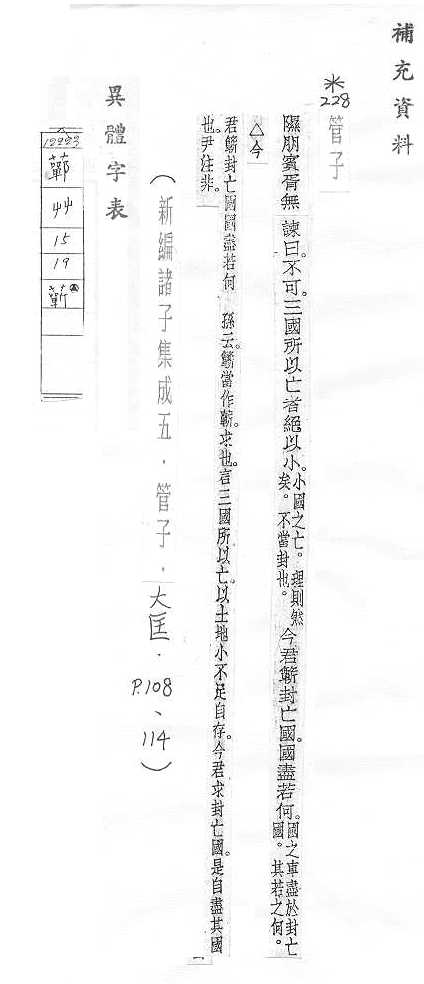 補充資料
※228
管子
隰朋賓胥無諫曰。不可。三國所以亡者絕以小。小國之亡。理則然矣。不當封也。今君蘄封亡國。國盡若何。國之車盡於封亡國。其若之何。
△今君蘄封亡國國盡若何 孫云。蘄當作蘄。求也。言三國所以亡。以土地小不足自存。今君求封亡國。是自盡其國也。尹注非。
(新編諸子集成五.管子.大匡.P.108、114)
異體字表
12223
艸
15
19
蘄